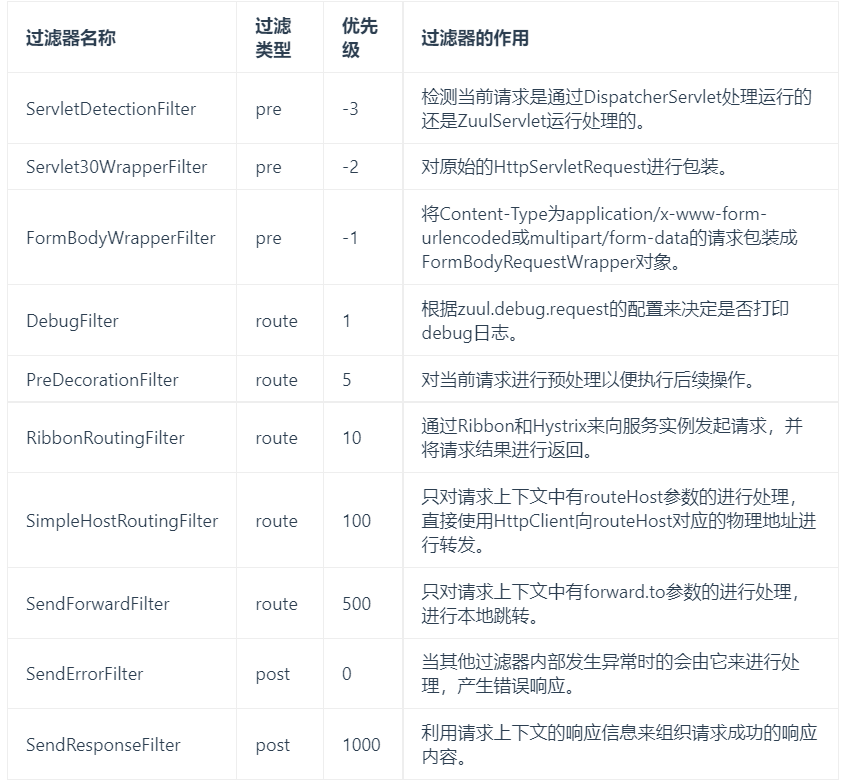 过滤器名称 过滤类型 优先级 过滤器的作用
ServletDetectionFilter pre -3 检测当前请求是通过DispatcherServlet处理运行的
还是ZuulServlet运行处理的。
Servlet30WrapperFilter pre -2 对原始的HttpServletRequest进行包装。
FormBodyWrapperFilter pre -1 将Content-Type为application/x-www-form-
urlencoded或multipart/form-data的请求包装成
FormBodyRequestWrapper对象。
DebugFilter route 1 根据zuul.debug.request的配置来决定是否打印
debug日志。
PreDecorationFilter route 5 对当前请求进行预处理以便执行后续操作。
RibbonRoutingFilter route 10 通过Ribbon和Hystrix来向服务实例发起请求，并
将请求结果进行返回。
SimpleHostRoutingFilter route 100 只对请求上下文中有routeHost参数的进行处理，
直接使用HttpClient向routeHost对应的物理地址进
行转发。
SendForwardFilter route 500 只对请求上下文中有forward.to参数的进行处理，
进行本地跳转。
SendErrorFilter post 0 当其他过滤器内部发生异常时的会由它来进行处
理，产生错误响应。
SendResponseFilter post 1000 利用请求上下文的响应信息来组织请求成功的响应
内容。